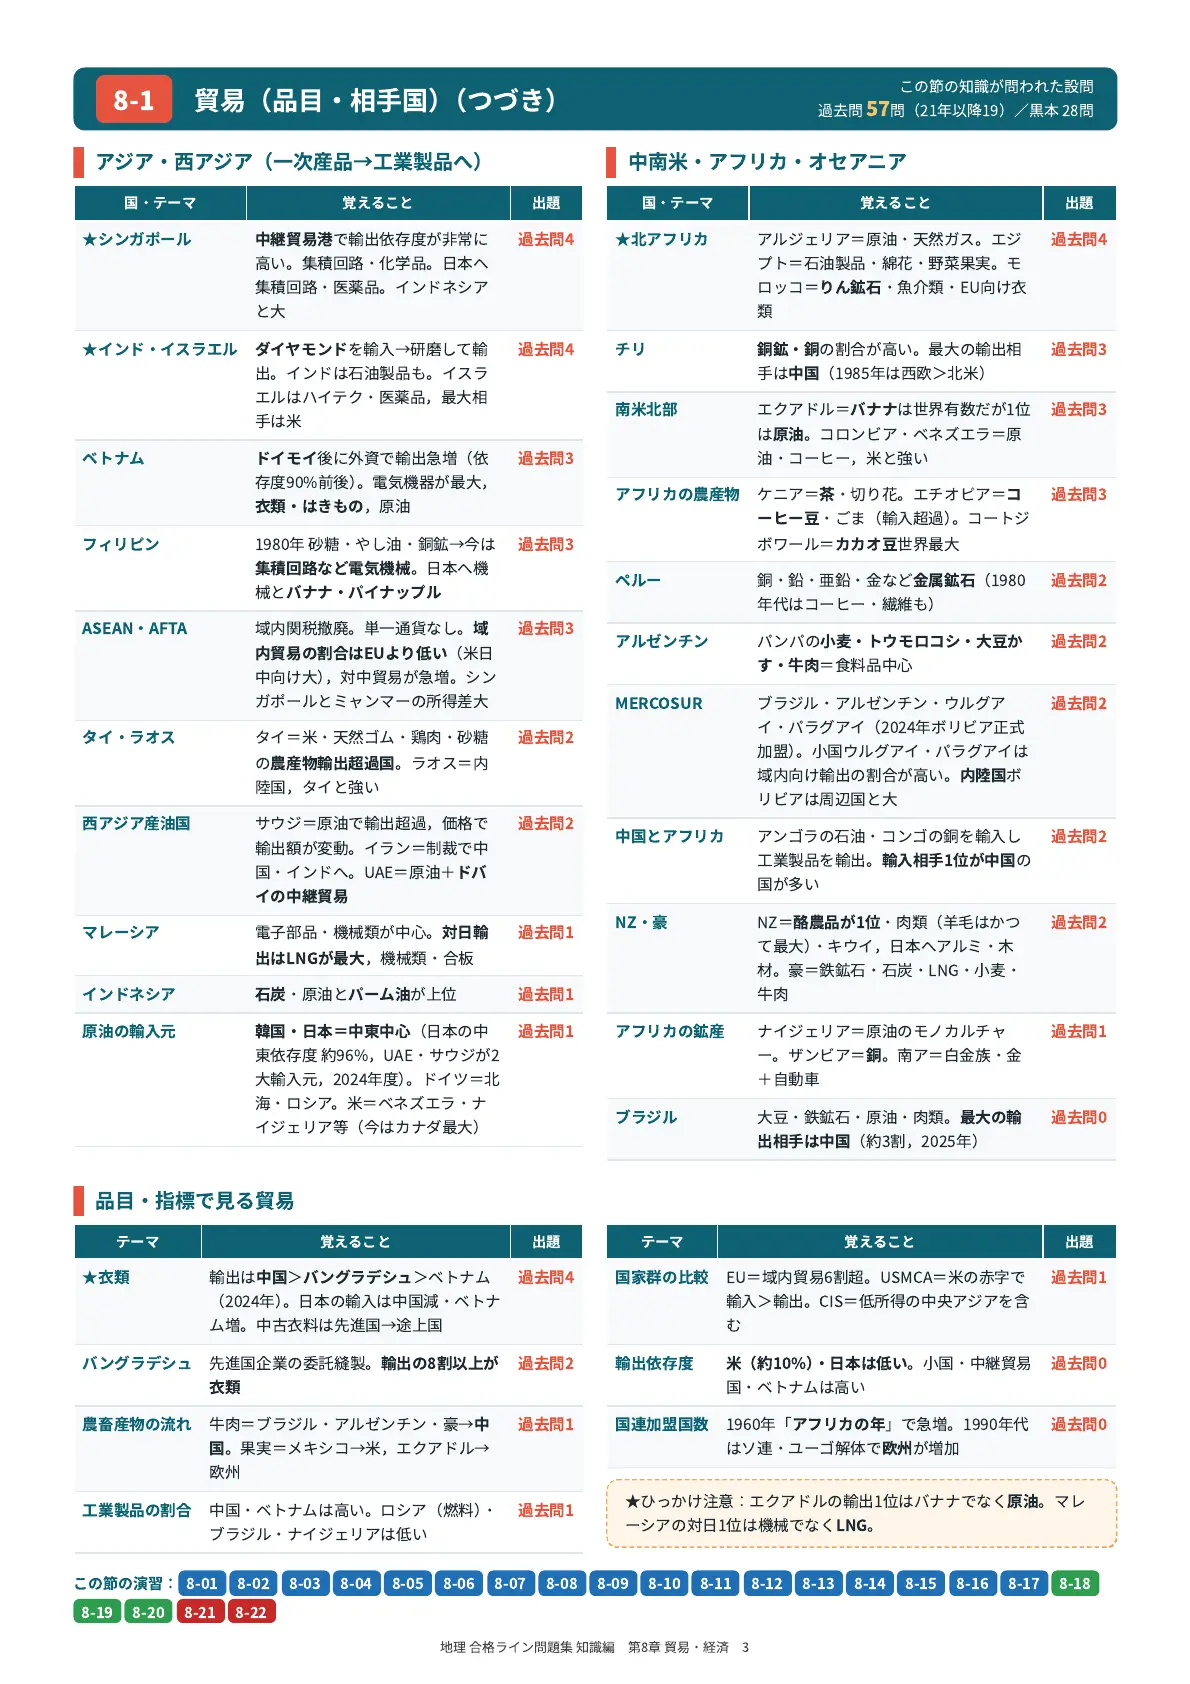 8-1 貿易（品目・相手国）（つづき）
この節の知識が問われた設問
過去問 57問（21年以降19）／黒本 28問
アジア・西アジア（一次産品→工業製品へ）
国・テーマ 覚えること 出題
★シンガポール 中継貿易港で輸出依存度が非常に 過去問4
高い。集積回路・化学品。日本へ
集積回路・医薬品。インドネシア
と大
★インド・イスラエル ダイヤモンドを輸入→研磨して輸 過去問4
出。インドは石油製品も。イスラ
エルはハイテク・医薬品，最大相
手は米
ベトナム ドイモイ後に外資で輸出急増（依 過去問3
存度90%前後）。電気機器が最大，
衣類・はきもの，原油
フィリピン 1980年 砂糖・やし油・銅鉱→今は 過去問3
集積回路など電気機械。日本へ機
械とバナナ・パイナップル
ASEAN・AFTA 域内関税撤廃。単一通貨なし。域 過去問3
内貿易の割合はEUより低い（米日
中向け大），対中貿易が急増。シン
ガポールとミャンマーの所得差大
タイ・ラオス タイ＝米・天然ゴム・鶏肉・砂糖 過去問2
の農産物輸出超過国。ラオス＝内
陸国，タイと強い
西アジア産油国 サウジ＝原油で輸出超過，価格で 過去問2
輸出額が変動。イラン＝制裁で中
国・インドへ。UAE＝原油＋ドバ
イの中継貿易
マレーシア 電子部品・機械類が中心。対日輸 過去問1
出はLNGが最大，機械類・合板
インドネシア 石炭・原油とパーム油が上位 過去問1
原油の輸入元 韓国・日本＝中東中心（日本の中 過去問1
東依存度 約96%，UAE・サウジが2
大輸入元，2024年度）。ドイツ＝北
海・ロシア。米＝ベネズエラ・ナ
イジェリア等（今はカナダ最大）
中南米・アフリカ・オセアニア
国・テーマ 覚えること 出題
★北アフリカ アルジェリア＝原油・天然ガス。エジ 過去問4
プト＝石油製品・綿花・野菜果実。モ
ロッコ＝りん鉱石・魚介類・EU向け衣
類
チリ 銅鉱・銅の割合が高い。最大の輸出相 過去問3
手は中国（1985年は西欧＞北米）
南米北部 エクアドル＝バナナは世界有数だが1位 過去問3
は原油。コロンビア・ベネズエラ＝原
油・コーヒー，米と強い
アフリカの農産物 ケニア＝茶・切り花。エチオピア＝コ 過去問3
ーヒー豆・ごま（輸入超過）。コートジ
ボワール＝カカオ豆世界最大
ペルー 銅・鉛・亜鉛・金など金属鉱石（1980 過去問2
年代はコーヒー・繊維も）
アルゼンチン パンパの小麦・トウモロコシ・大豆か 過去問2
す・牛肉＝食料品中心
MERCOSUR ブラジル・アルゼンチン・ウルグア 過去問2
イ・パラグアイ（2024年ボリビア正式
加盟）。小国ウルグアイ・パラグアイは
域内向け輸出の割合が高い。内陸国ボ
リビアは周辺国と大
中国とアフリカ アンゴラの石油・コンゴの銅を輸入し 過去問2
工業製品を輸出。輸入相手1位が中国の
国が多い
NZ・豪 NZ＝酪農品が1位・肉類（羊毛はかつ 過去問2
て最大）・キウイ，日本へアルミ・木
材。豪＝鉄鉱石・石炭・LNG・小麦・
牛肉
アフリカの鉱産 ナイジェリア＝原油のモノカルチャ 過去問1
ー。ザンビア＝銅。南ア＝白金族・金
＋自動車
ブラジル 大豆・鉄鉱石・原油・肉類。最大の輸 過去問0
出相手は中国（約3割，2025年）
品目・指標で見る貿易
テーマ 覚えること 出題
★衣類 輸出は中国＞バングラデシュ＞ベトナム 過去問4
（2024年）。日本の輸入は中国減・ベトナ
ム増。中古衣料は先進国→途上国
バングラデシュ 先進国企業の委託縫製。輸出の8割以上が 過去問2
衣類
農畜産物の流れ 牛肉＝ブラジル・アルゼンチン・豪→中 過去問1
国。果実＝メキシコ→米，エクアドル→
欧州
工業製品の割合 中国・ベトナムは高い。ロシア（燃料）・ 過去問1
ブラジル・ナイジェリアは低い
テーマ 覚えること 出題
国家群の比較 EU＝域内貿易6割超。USMCA＝米の赤字で 過去問1
輸入＞輸出。CIS＝低所得の中央アジアを含
む
輸出依存度 米（約10%）・日本は低い。小国・中継貿易 過去問0
国・ベトナムは高い
国連加盟国数 1960年「アフリカの年」で急増。1990年代 過去問0
はソ連・ユーゴ解体で欧州が増加
★ひっかけ注意：エクアドルの輸出1位はバナナでなく原油。マレ
ーシアの対日1位は機械でなくLNG。
この節の演習： 8-01 8-02 8-03 8-04 8-05 8-06 8-07 8-08 8-09 8-10 8-11 8-12 8-13 8-14 8-15 8-16 8-17 8-18
8-19 8-20 8-21 8-22
地理 合格ライン問題集 知識編 第8章 貿易・経済 3